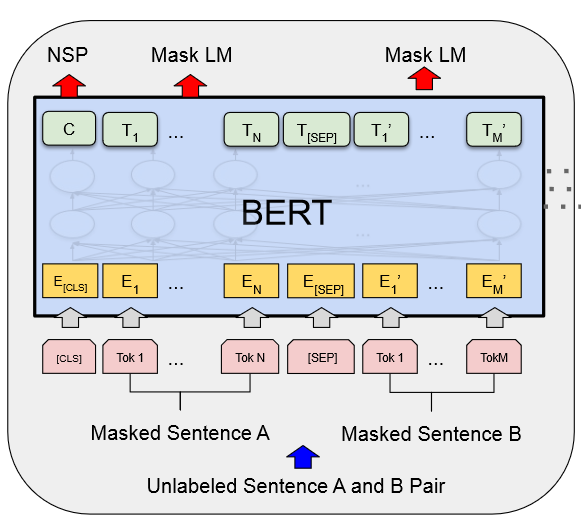 NSP Mask LM Mask LM
C T1 ... TN T[SEP] T1’ ... TM’
...
BERT
...
E[CLS] E1 ... EN E[SEP] E1’ ... EM’
[CLS] Tok 1 ... Tok N [SEP] Tok 1 ... TokM
Masked Sentence A Masked Sentence B
Unlabeled Sentence A and B Pair